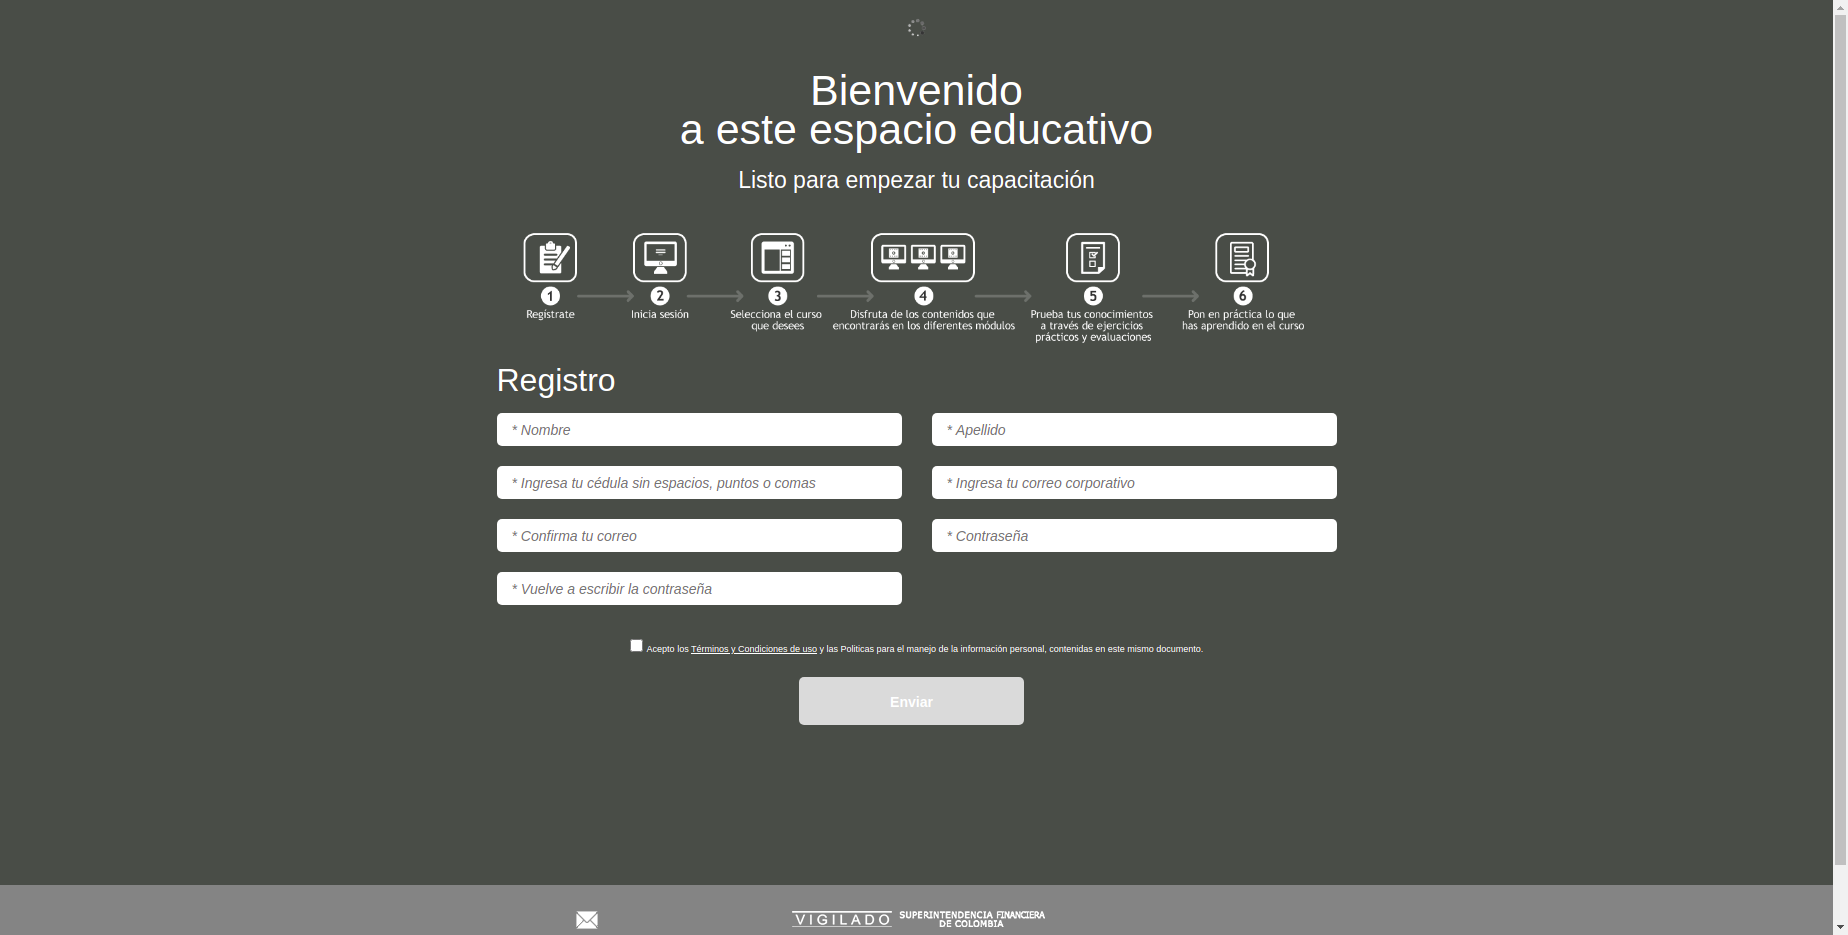 Bienvenido
a este espacio educativo
Listo para empezar tu capacitación
1
2
3
4
5
6
Regístrate
Inicia sesión
Selecciona el curso
que desees
Disfruta de los contenidos que
encontrarás en los diferentes módulos
Prueba tus conocimientos
a través de ejercicios
prácticos y evaluaciones
Pon en práctica lo que
has aprendido en el curso
Registro
* Nombre
* Apellido
* Ingresa tu cédula sin espacios, puntos o comas
* Ingresa tu correo corporativo
* Confirma tu correo
* Contraseña
* Vuelve a escribir la contraseña
Acepto los Términos y Condiciones de uso y las Politicas para el manejo de la información personal, contenidas en este mismo documento.
Enviar
VIGILADO SUPERINTENDENCIA FINANCIERA
DE COLOMBIA